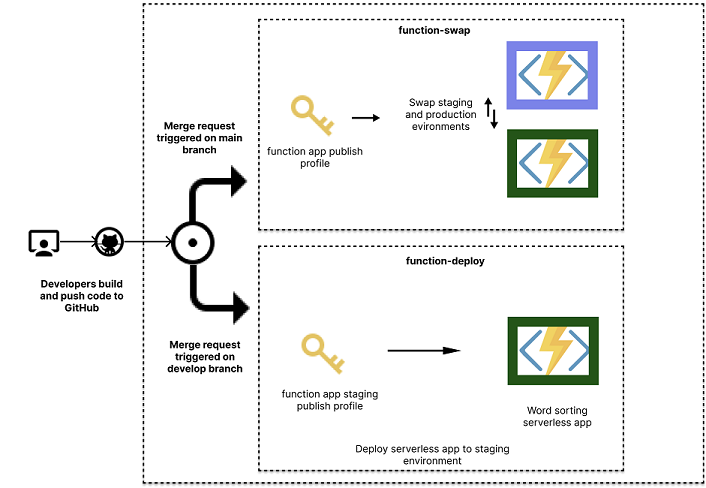 function-swap
Swap staging
and production
evironments
function app publish
profile
Merge request
triggered on main
branch
Developers build
and push code to
GitHub
Merge request
triggered on
develop branch
function-deploy
function app staging
publish profile
Word sorting
serverless app
Deploy serverless app to staging
environment